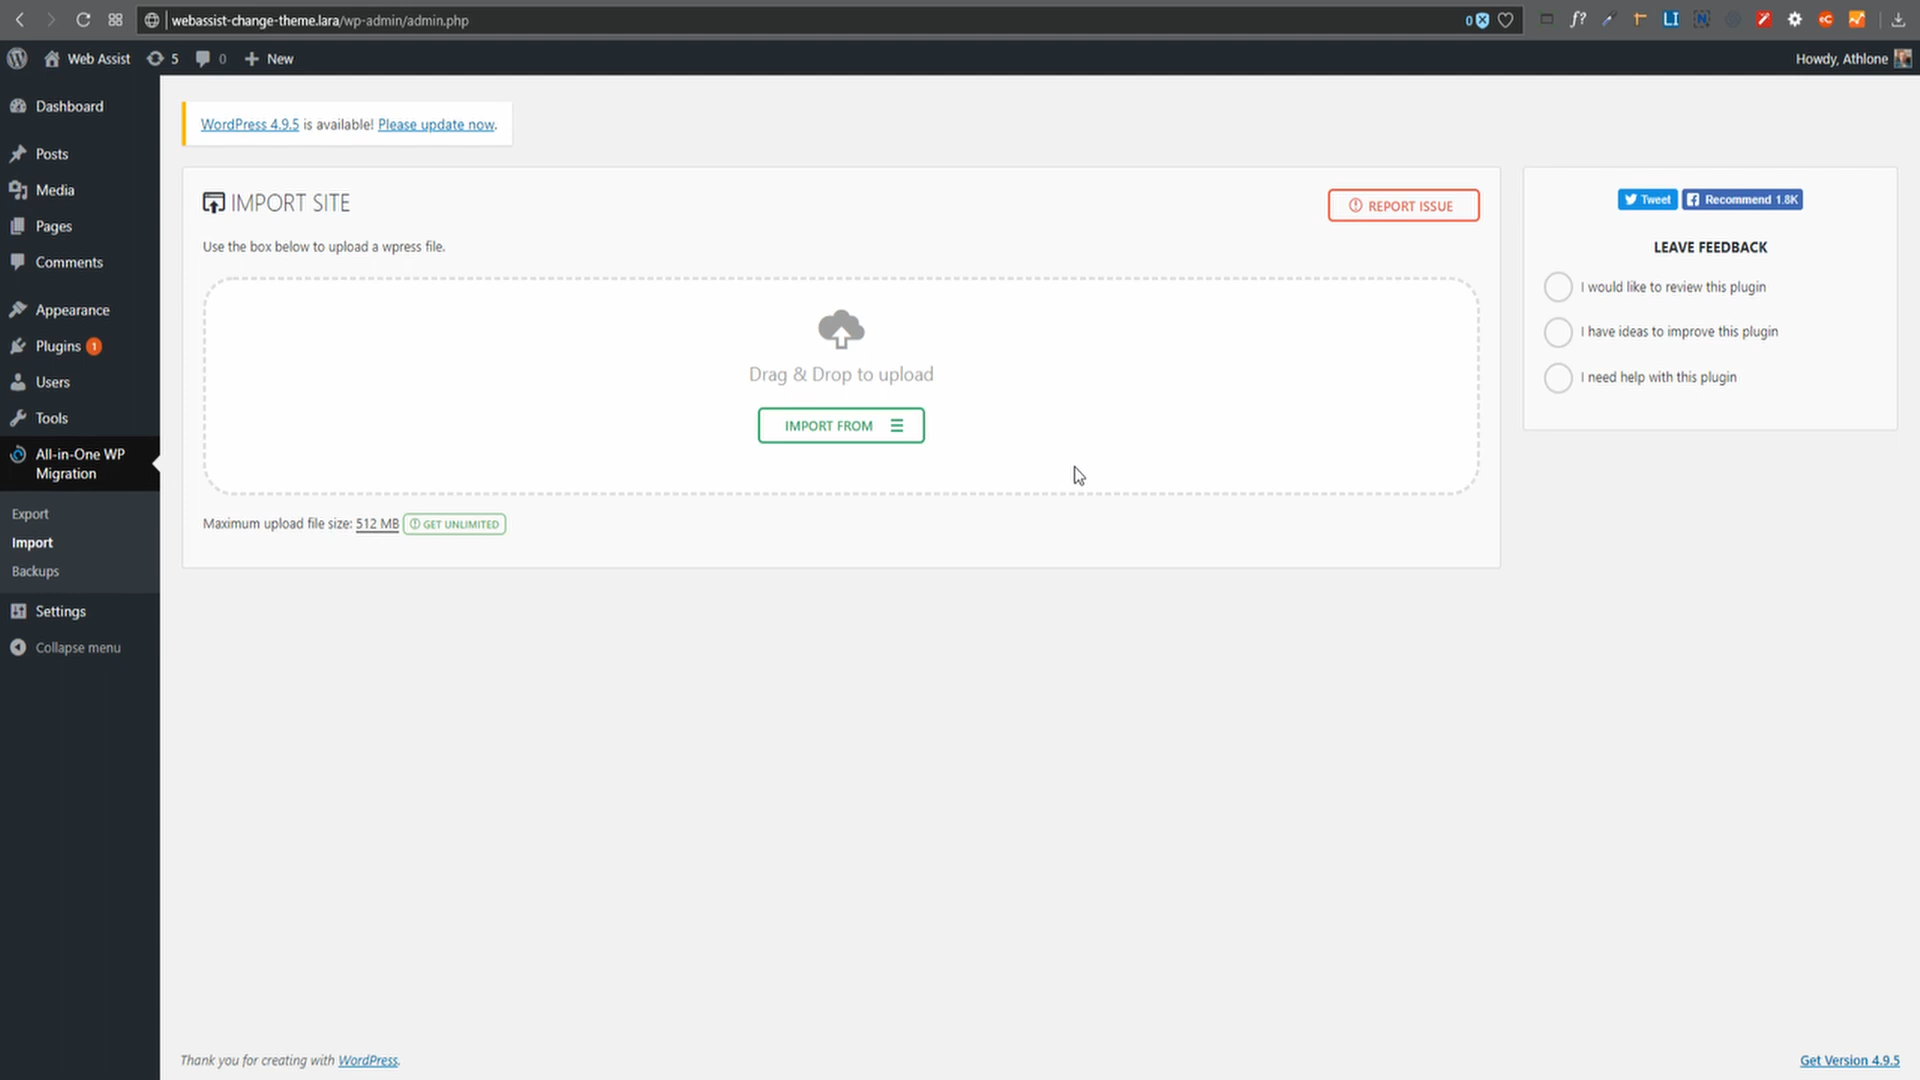 webassist-change-theme.lara/wp-admin/admin.php
0
f?
LI
N
Web Assist
5
0
New
Howdy, Athlone
Dashboard
Posts
Media
Pages
Comments
Appearance
Plugins 1
Users
Tools
All-in-One WP
Migration
Export
Import
Backups
Settings
Collapse menu
WordPress 4.9.5 is available! Please update now.
IMPORT SITE
REPORT ISSUE
Use the box below to upload a wpress file.
Drag & Drop to upload
IMPORT FROM
Maximum upload file size: 512 MB GET UNLIMITED
Tweet
Recommend 1.8K
LEAVE FEEDBACK
I would like to review this plugin
I have ideas to improve this plugin
I need help with this plugin
Thank you for creating with WordPress.
Get Version 4.9.5